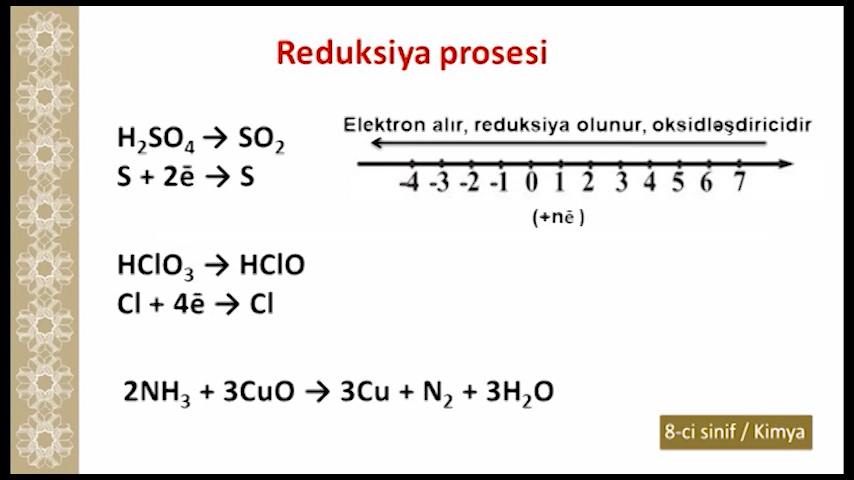 Reduksiya prosesi
H₂SO₄ → SO₂
S + 2ē → S
Elektron alır, reduksiya olunur, oksidləşdiricidir
-4 -3 -2 -1 0 1 2 3 4 5 6 7
(+nē )
HClO₃ → HClO
Cl + 4ē → Cl
2NH₃ + 3CuO → 3Cu + N₂ + 3H₂O
8-ci sinif / Kimya